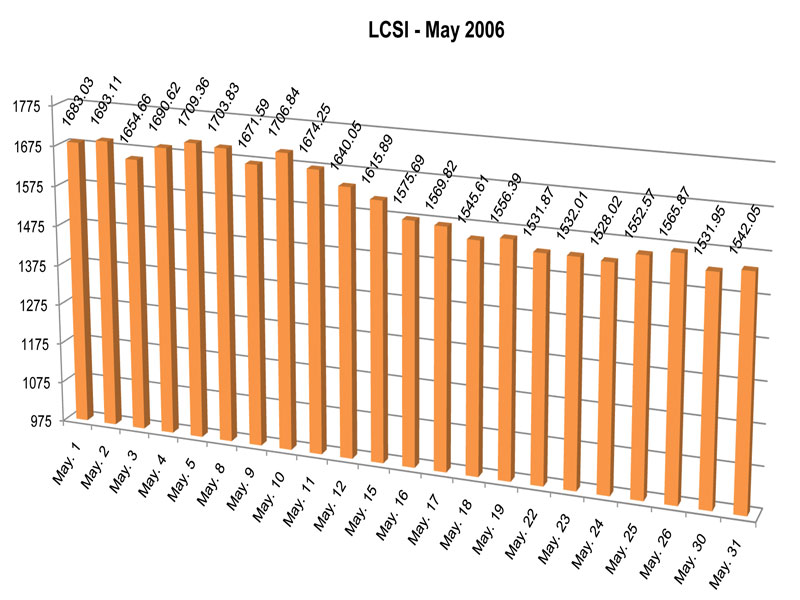 LCSI - May 2006
1775
1675
1575
1475
1375
1275
1175
1075
975
1683.03
1693.11
1654.66
1690.62
1709.36
1703.83
1671.59
1706.84
1674.25
1640.05
1615.89
1575.69
1569.82
1545.61
1556.39
1531.87
1532.01
1528.02
1552.57
1565.87
1531.95
1542.05
May. 1
May. 2
May. 3
May. 4
May. 5
May. 8
May. 9
May. 10
May. 11
May. 12
May. 15
May. 16
May. 17
May. 18
May. 19
May. 22
May. 23
May. 24
May. 25
May. 26
May. 30
May. 31